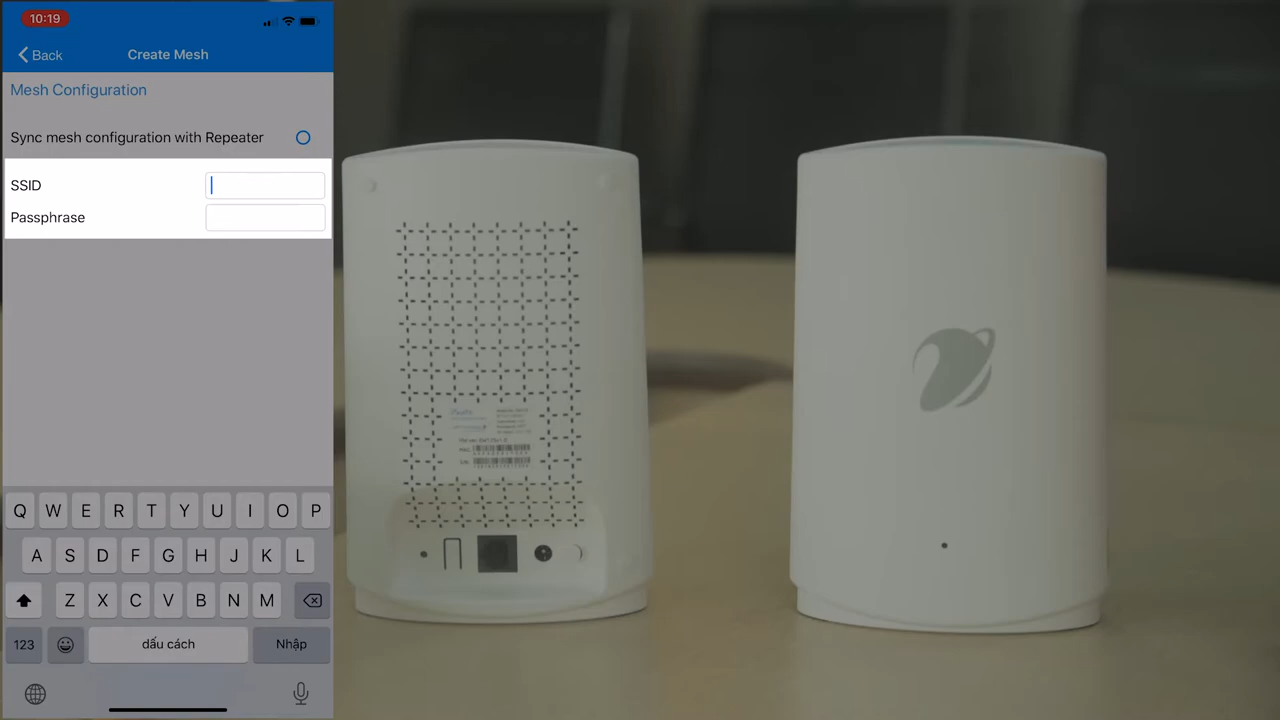 10:19
Back
Create Mesh
Mesh Configuration
Sync mesh configuration with Repeater
SSID
Passphrase
Q W E R T Y U I O P
A S D F G H J K L
Z X C V B N M
123
dấu cách
Nhập